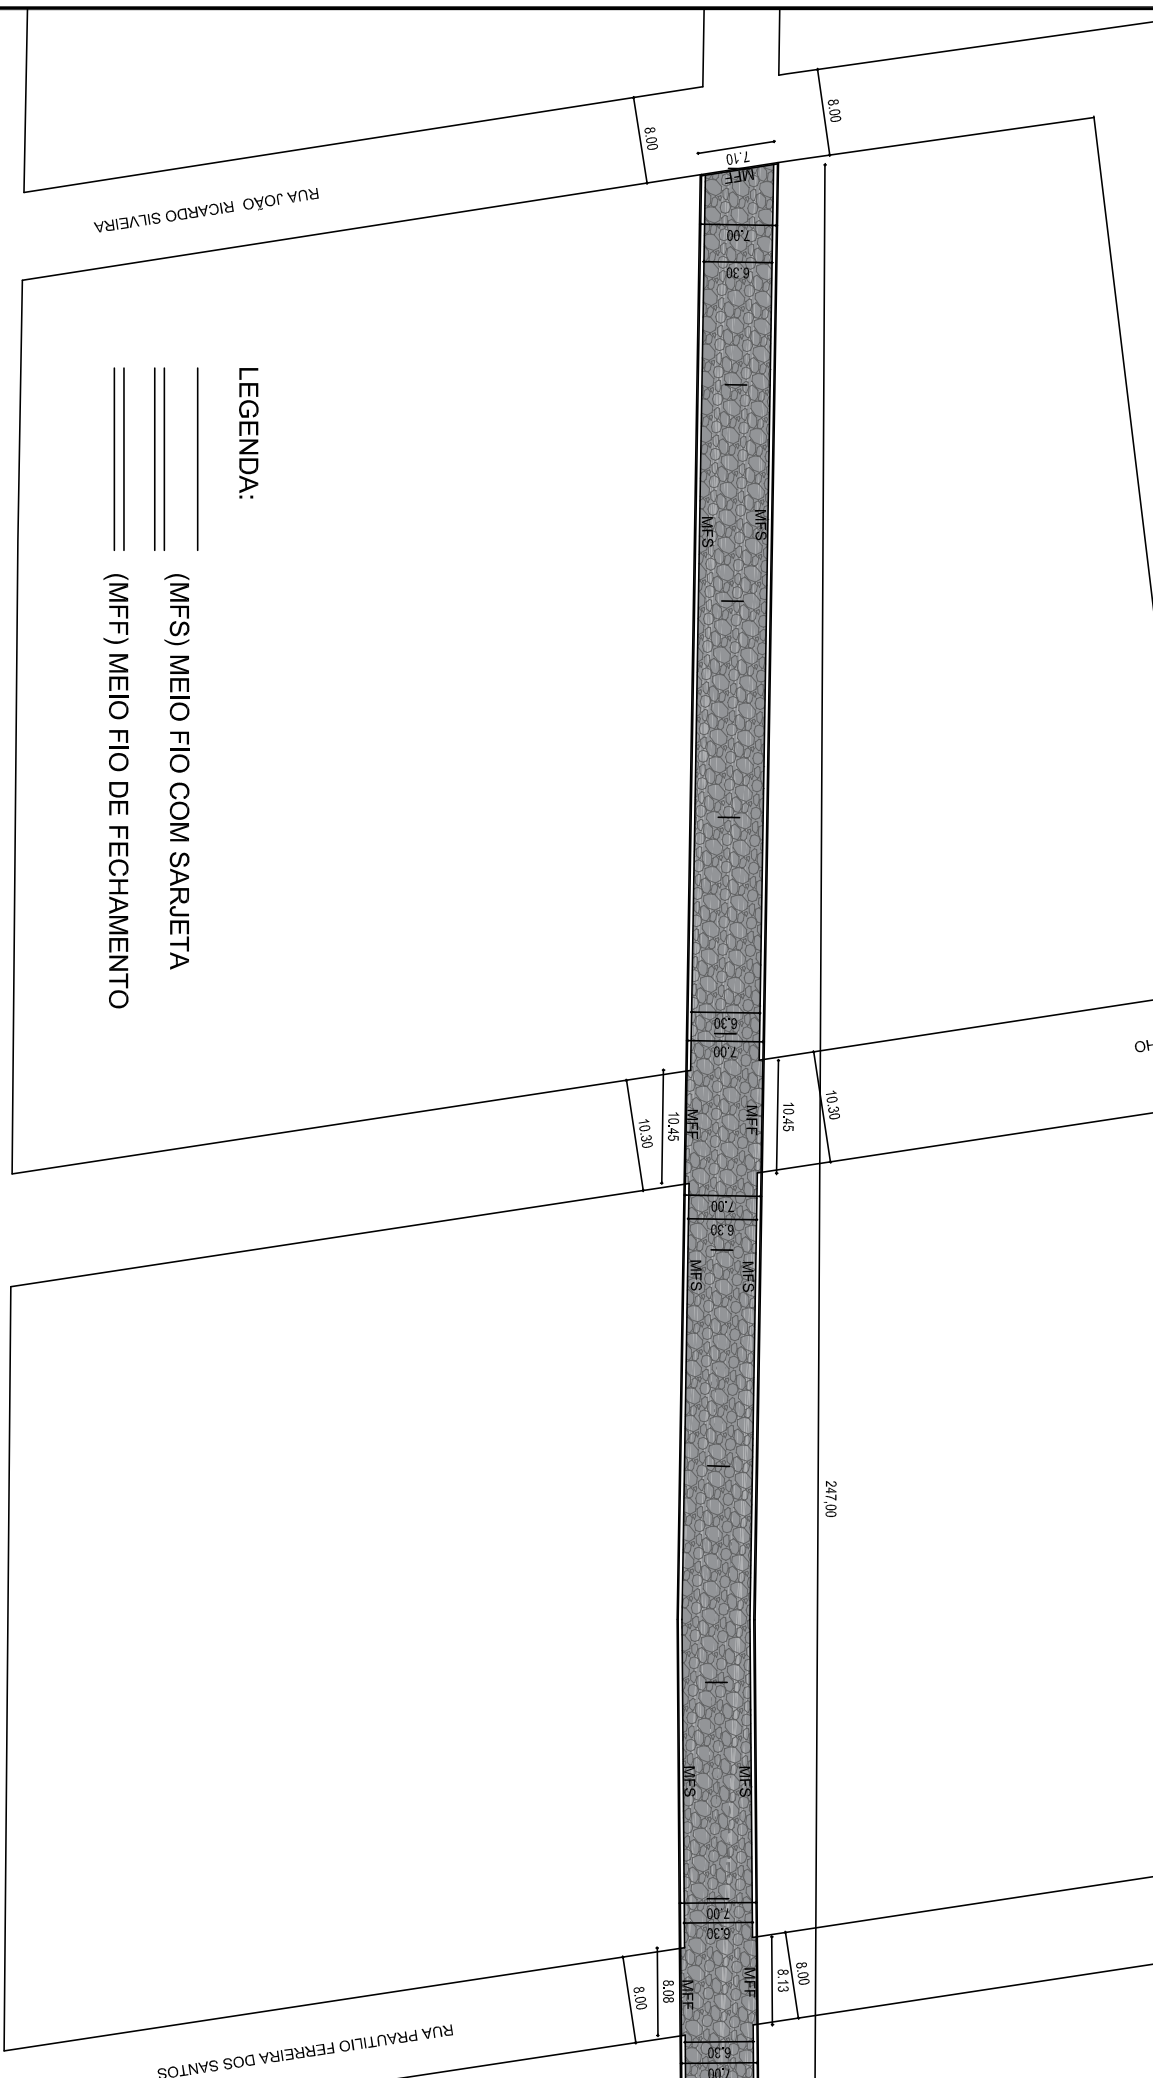 8.00
8.00
7.10
MFF
RUA JOÃO RICARDO SILVEIRA
7.00
6.30
LEGENDA:
(MFS) MEIO FIO COM SARJETA
(MFF) MEIO FIO DE FECHAMENTO
MFS
MFS
6.30
7.00
HO
10.30
10.45
MFF
MFF
10.45
10.30
7.00
6.30
MFS
MFS
247,00
MFS
MFS
7.00
6.30
8.00
8.08
MFF
MFF
8.13
8.00
RUA PRAUTILIO FERREIRA DOS SANTOS
6.30
7.00